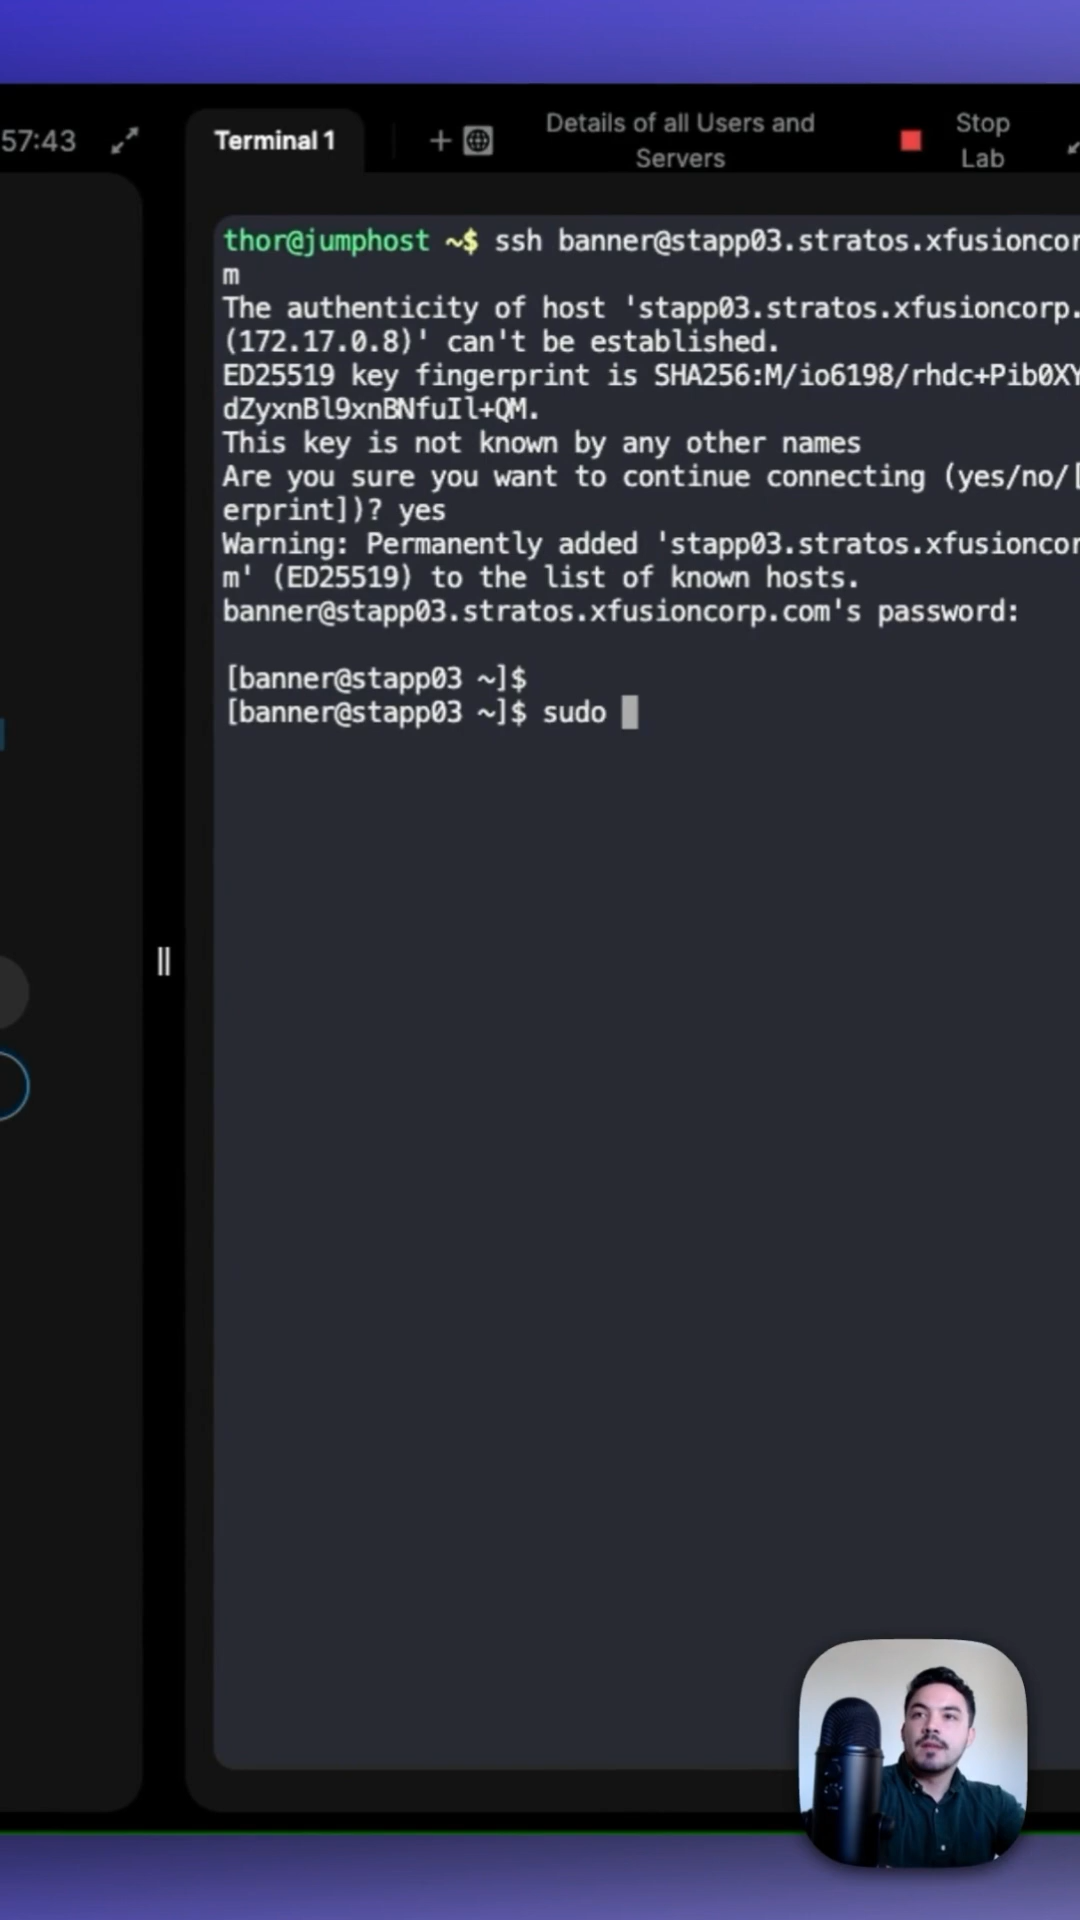 57:43
Terminal 1
+
Details of all Users and
Servers
Stop
Lab
thor@jumphost ~$ ssh banner@stapp03.stratos.xfusioncor
m
The authenticity of host 'stapp03.stratos.xfusioncorp.
(172.17.0.8)' can't be established.
ED25519 key fingerprint is SHA256:M/io6198/rhdc+Pib0XY
dZyxnBl9xnBNfuIl+QM.
This key is not known by any other names
Are you sure you want to continue connecting (yes/no/[
erprint])? yes
Warning: Permanently added 'stapp03.stratos.xfusioncor
m' (ED25519) to the list of known hosts.
banner@stapp03.stratos.xfusioncorp.com's password:
[banner@stapp03 ~]$
[banner@stapp03 ~]$ sudo